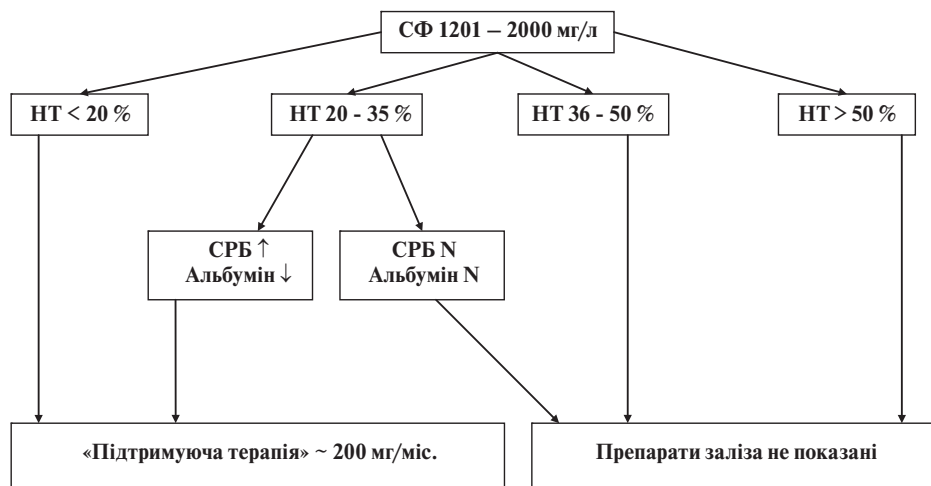 СФ 1201 – 2000 мг/л
НТ < 20 %
НТ 20 - 35 %
НТ 36 - 50%
НТ > 50 %
СРБ ↑
Альбумін ↓
СРБ N
Альбумін N
«Підтримуюча терапія» ~ 200 мг/міс.
Препарати заліза не показані